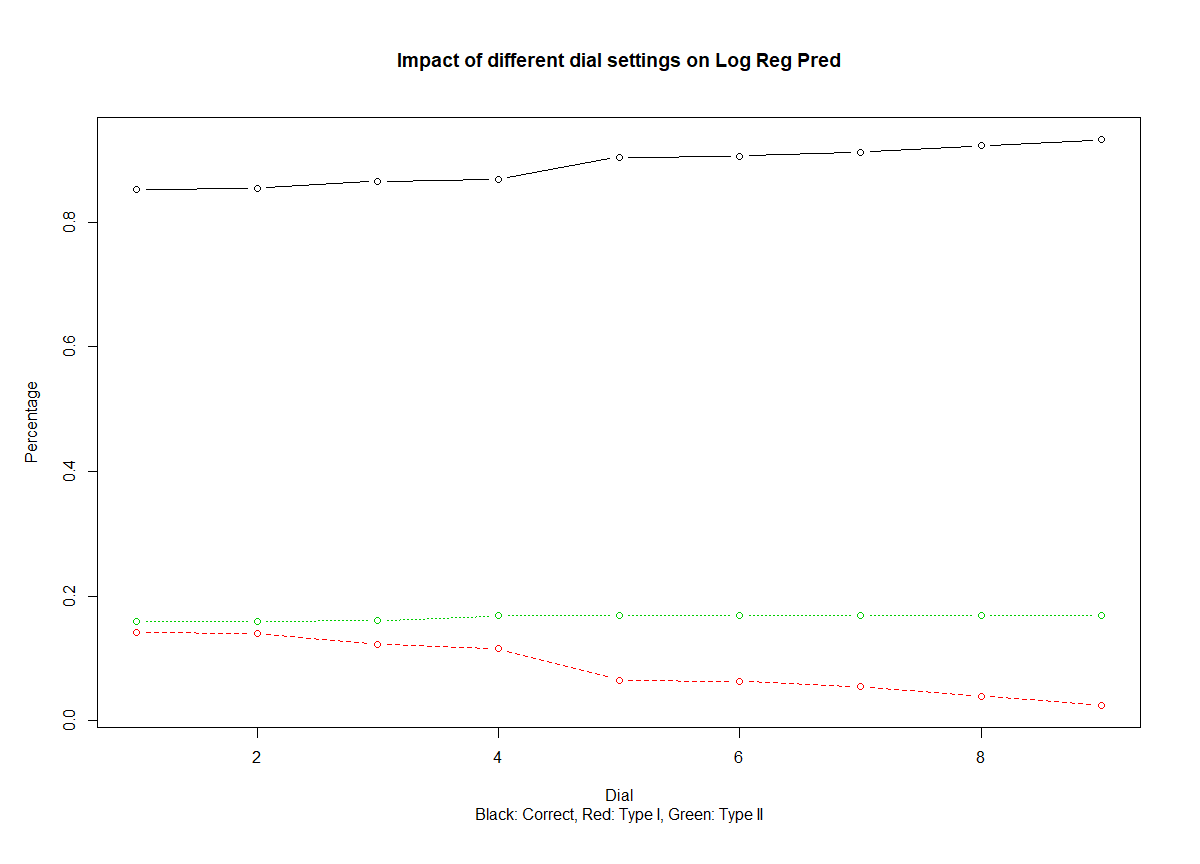 Impact of different dial settings on Log Reg Pred
Percentage
0.8
0.6
0.4
0.2
0.0
2 4 6 8
Dial
Black: Correct, Red: Type I, Green: Type II